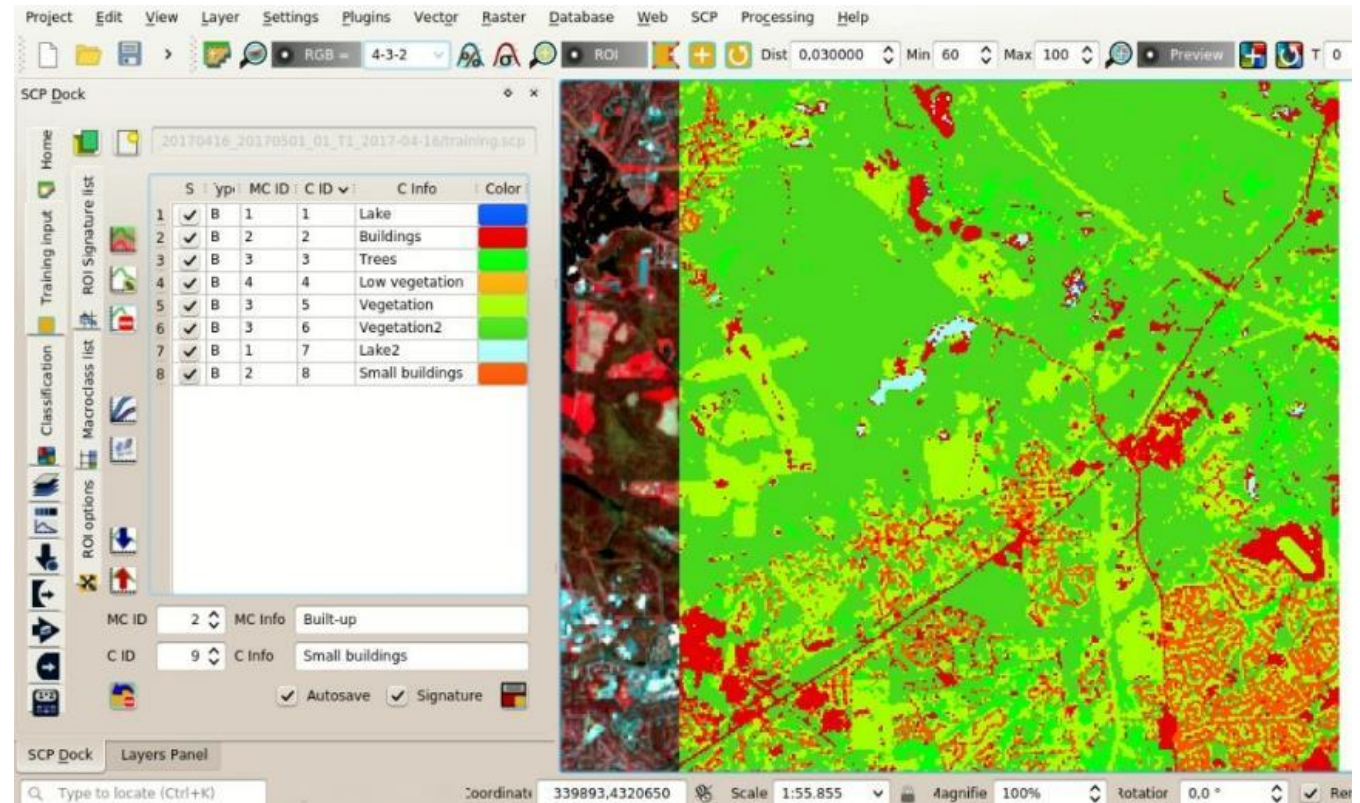 Project Edit View Layer Settings Plugins Vector Raster Database Web SCP Processing Help
RGB = 4-3-2 ROI Dist 0,030000 Min 60 Max 100 Preview T 0
SCP Dock
20170416_20170501_01_T1_2017-04-16/training.scp
Home
Training input
Classification
ROI Signature list
Macroclass list
ROI options
S ype MC ID C ID C Info Color
1 B 1 1 Lake
2 B 2 2 Buildings
3 B 3 3 Trees
4 B 4 4 Low vegetation
5 B 3 5 Vegetation
6 B 3 6 Vegetation2
7 B 1 7 Lake2
8 B 2 8 Small buildings
MC ID 2 MC Info Built-up
C ID 9 C Info Small buildings
Autosave Signature
SCP Dock Layers Panel
Type to locate (Ctrl+K) Coordinate 339893,4320650 Scale 1:55.855 Magnifie 100% Rotation 0,0 ° Ren